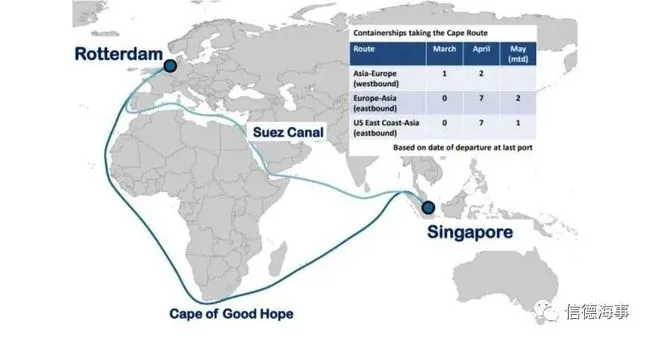 Containerships taking the Cape Route
Route March April May (mtd)
Asia-Europe (westbound) 1 2
Europe-Asia (eastbound) 0 7 2
US East Coast-Asia (eastbound) 0 7 1
Based on date of departure at last port
Rotterdam
Suez Canal
Singapore
Cape of Good Hope
信德海事